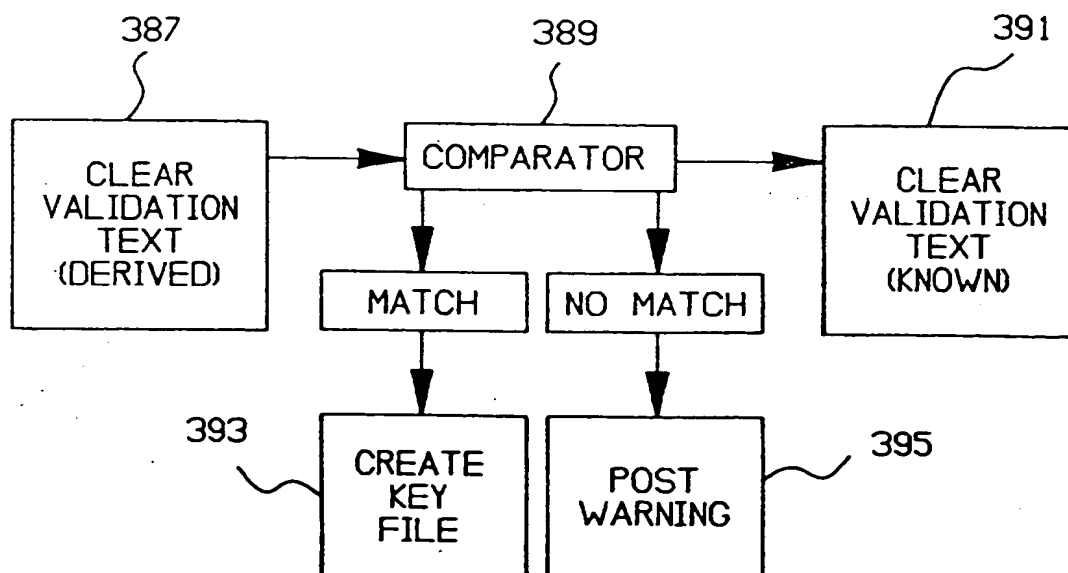 387
389
391
CLEAR
VALIDATION
TEXT
(DERIVED)
COMPARATOR
CLEAR
VALIDATION
TEXT
(KNOWN)
MATCH
NO MATCH
393
CREATE
KEY
FILE
POST
WARNING
395